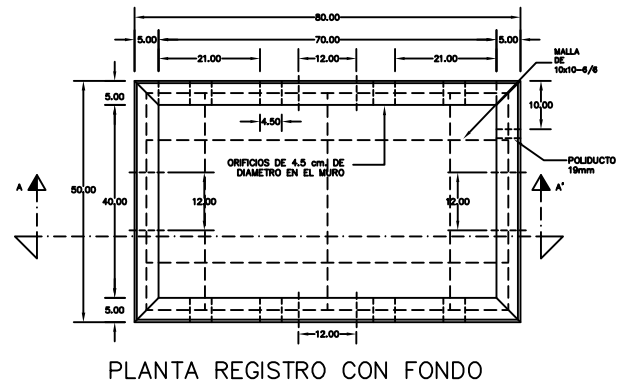 80.00
5.00
70.00
5.00
21.00
12.00
21.00
MALLA
DE
10x10-6/6
5.00
10.00
4.50
ORIFICIOS DE 4.5 cm. DE
DIAMETRO EN EL MURO
POLIDUCTO
19mm
A
A'
50.00
40.00
12.00
12.00
5.00
12.00
PLANTA REGISTRO CON FONDO